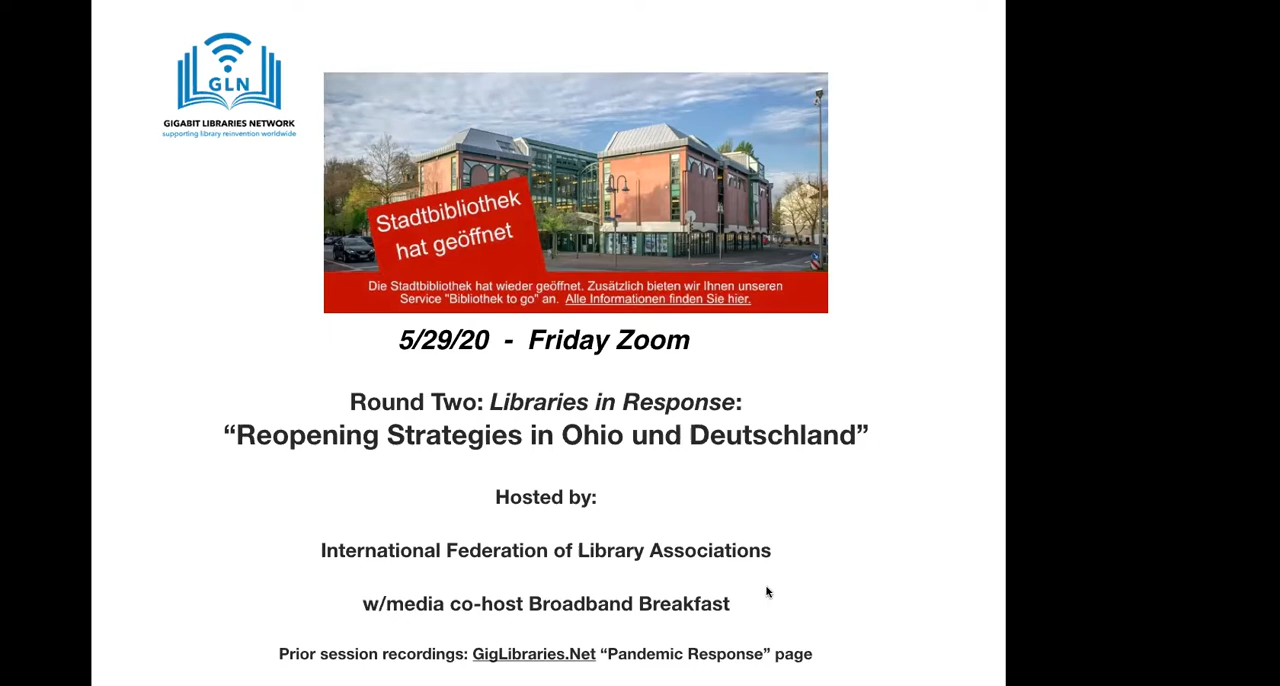 GLN
GIGABIT LIBRARIES NETWORK
supporting library reinvention worldwide
Stadtbibliothek
hat geöffnet
Die Stadtbibliothek hat wieder geöffnet. Zusätzlich bieten wir Ihnen unseren
Service "Bibliothek to go" an. Alle Informationen finden Sie hier.
5/29/20 - Friday Zoom
Round Two: Libraries in Response:
“Reopening Strategies in Ohio und Deutschland”
Hosted by:
International Federation of Library Associations
w/media co-host Broadband Breakfast
Prior session recordings: GigLibraries.Net “Pandemic Response” page